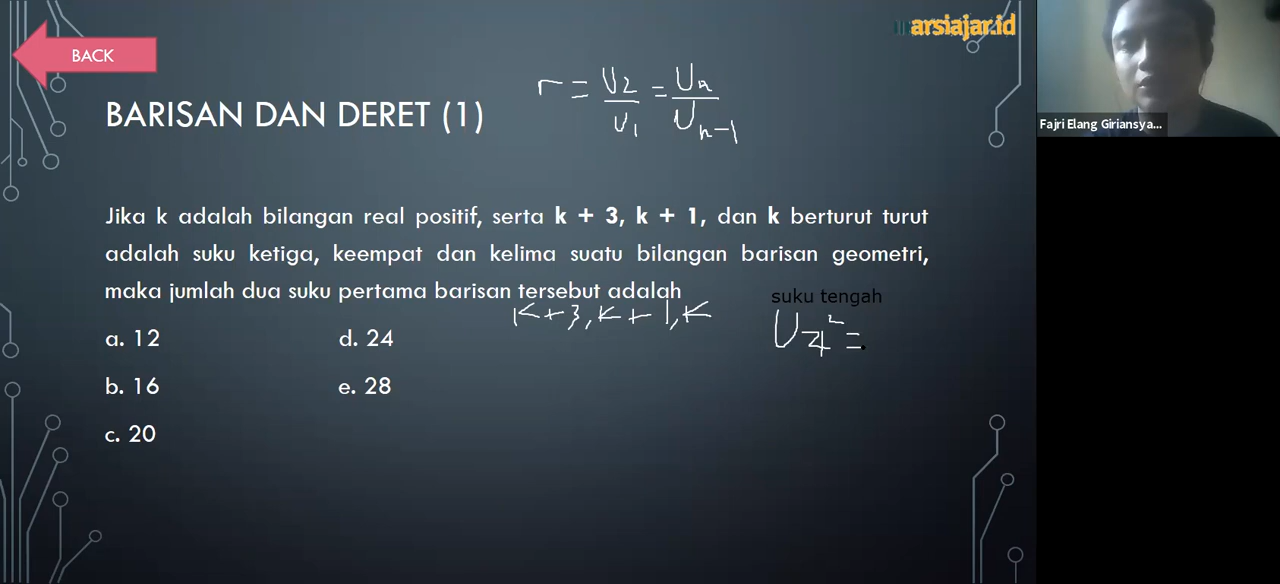 arsiajar.id
BACK
BARISAN DAN DERET (1)
r = U2/U1 = Un/Un-1
Jika k adalah bilangan real positif, serta k + 3, k + 1, dan k berturut turut
adalah suku ketiga, keempat dan kelima suatu bilangan barisan geometri,
maka jumlah dua suku pertama barisan tersebut adalah
K+3, K+1, K
suku tengah
U4² =
a. 12
d. 24
b. 16
e. 28
c. 20
Fajri Elang Giriansya...